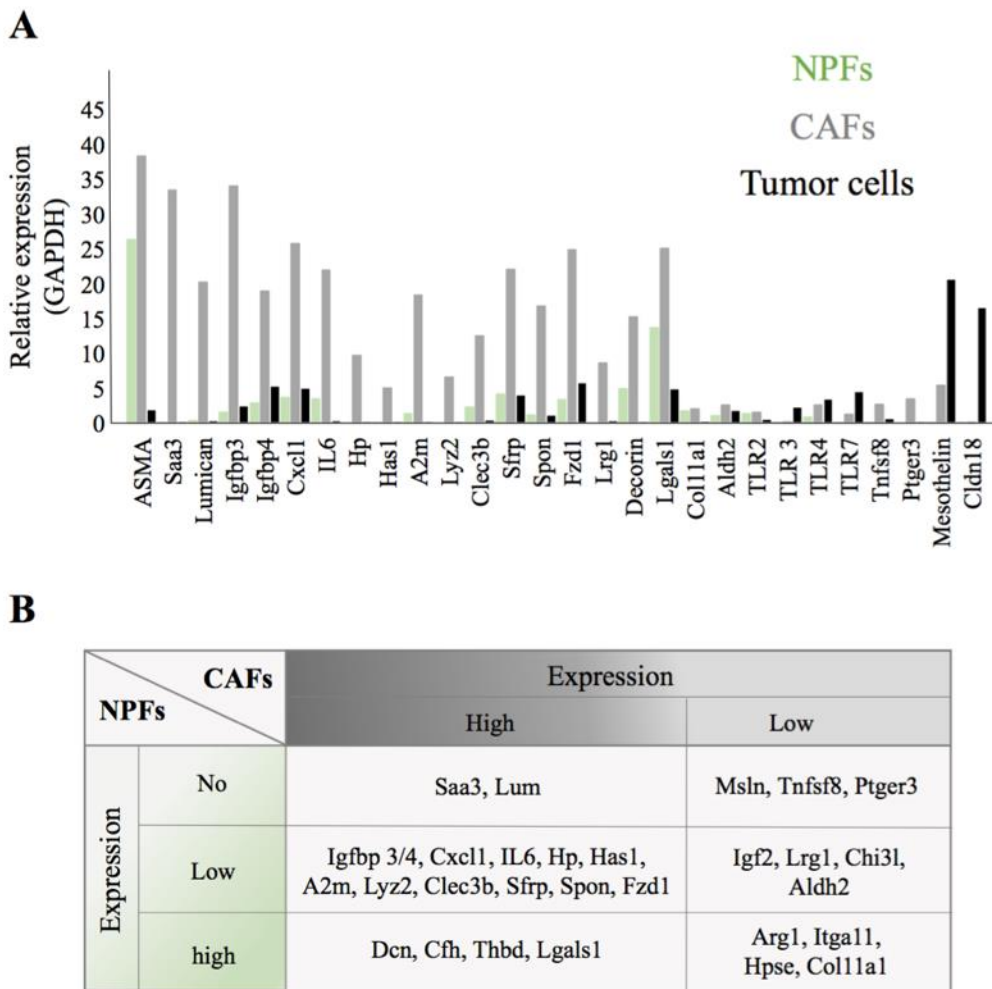 A
NPFs
CAFs
Tumor cells
Relative expression
(GAPDH)
45
40
35
30
25
20
15
10
5
0
ASMA
Saa3
Lumican
Igfbp3
Igfbp4
Cxcl1
IL6
Hp
Has1
A2m
Lyz2
Clec3b
Sfrp
Spon
Fzd1
Lrg1
Decorin
Lgals1
Col11a1
Aldh2
TLR2
TLR 3
TLR4
TLR7
Tnfsf8
Ptger3
Mesothelin
Cldn18
B
CAFs
NPFs
Expression
High
Low
Expression
No
Saa3, Lum
Msln, Tnfsf8, Ptger3
Low
Igfbp 3/4, Cxcl1, IL6, Hp, Has1,
A2m, Lyz2, Clec3b, Sfrp, Spon, Fzd1
Igf2, Lrg1, Chi3l,
Aldh2
high
Dcn, Cfh, Thbd, Lgals1
Arg1, Itga11,
Hpse, Col11a1